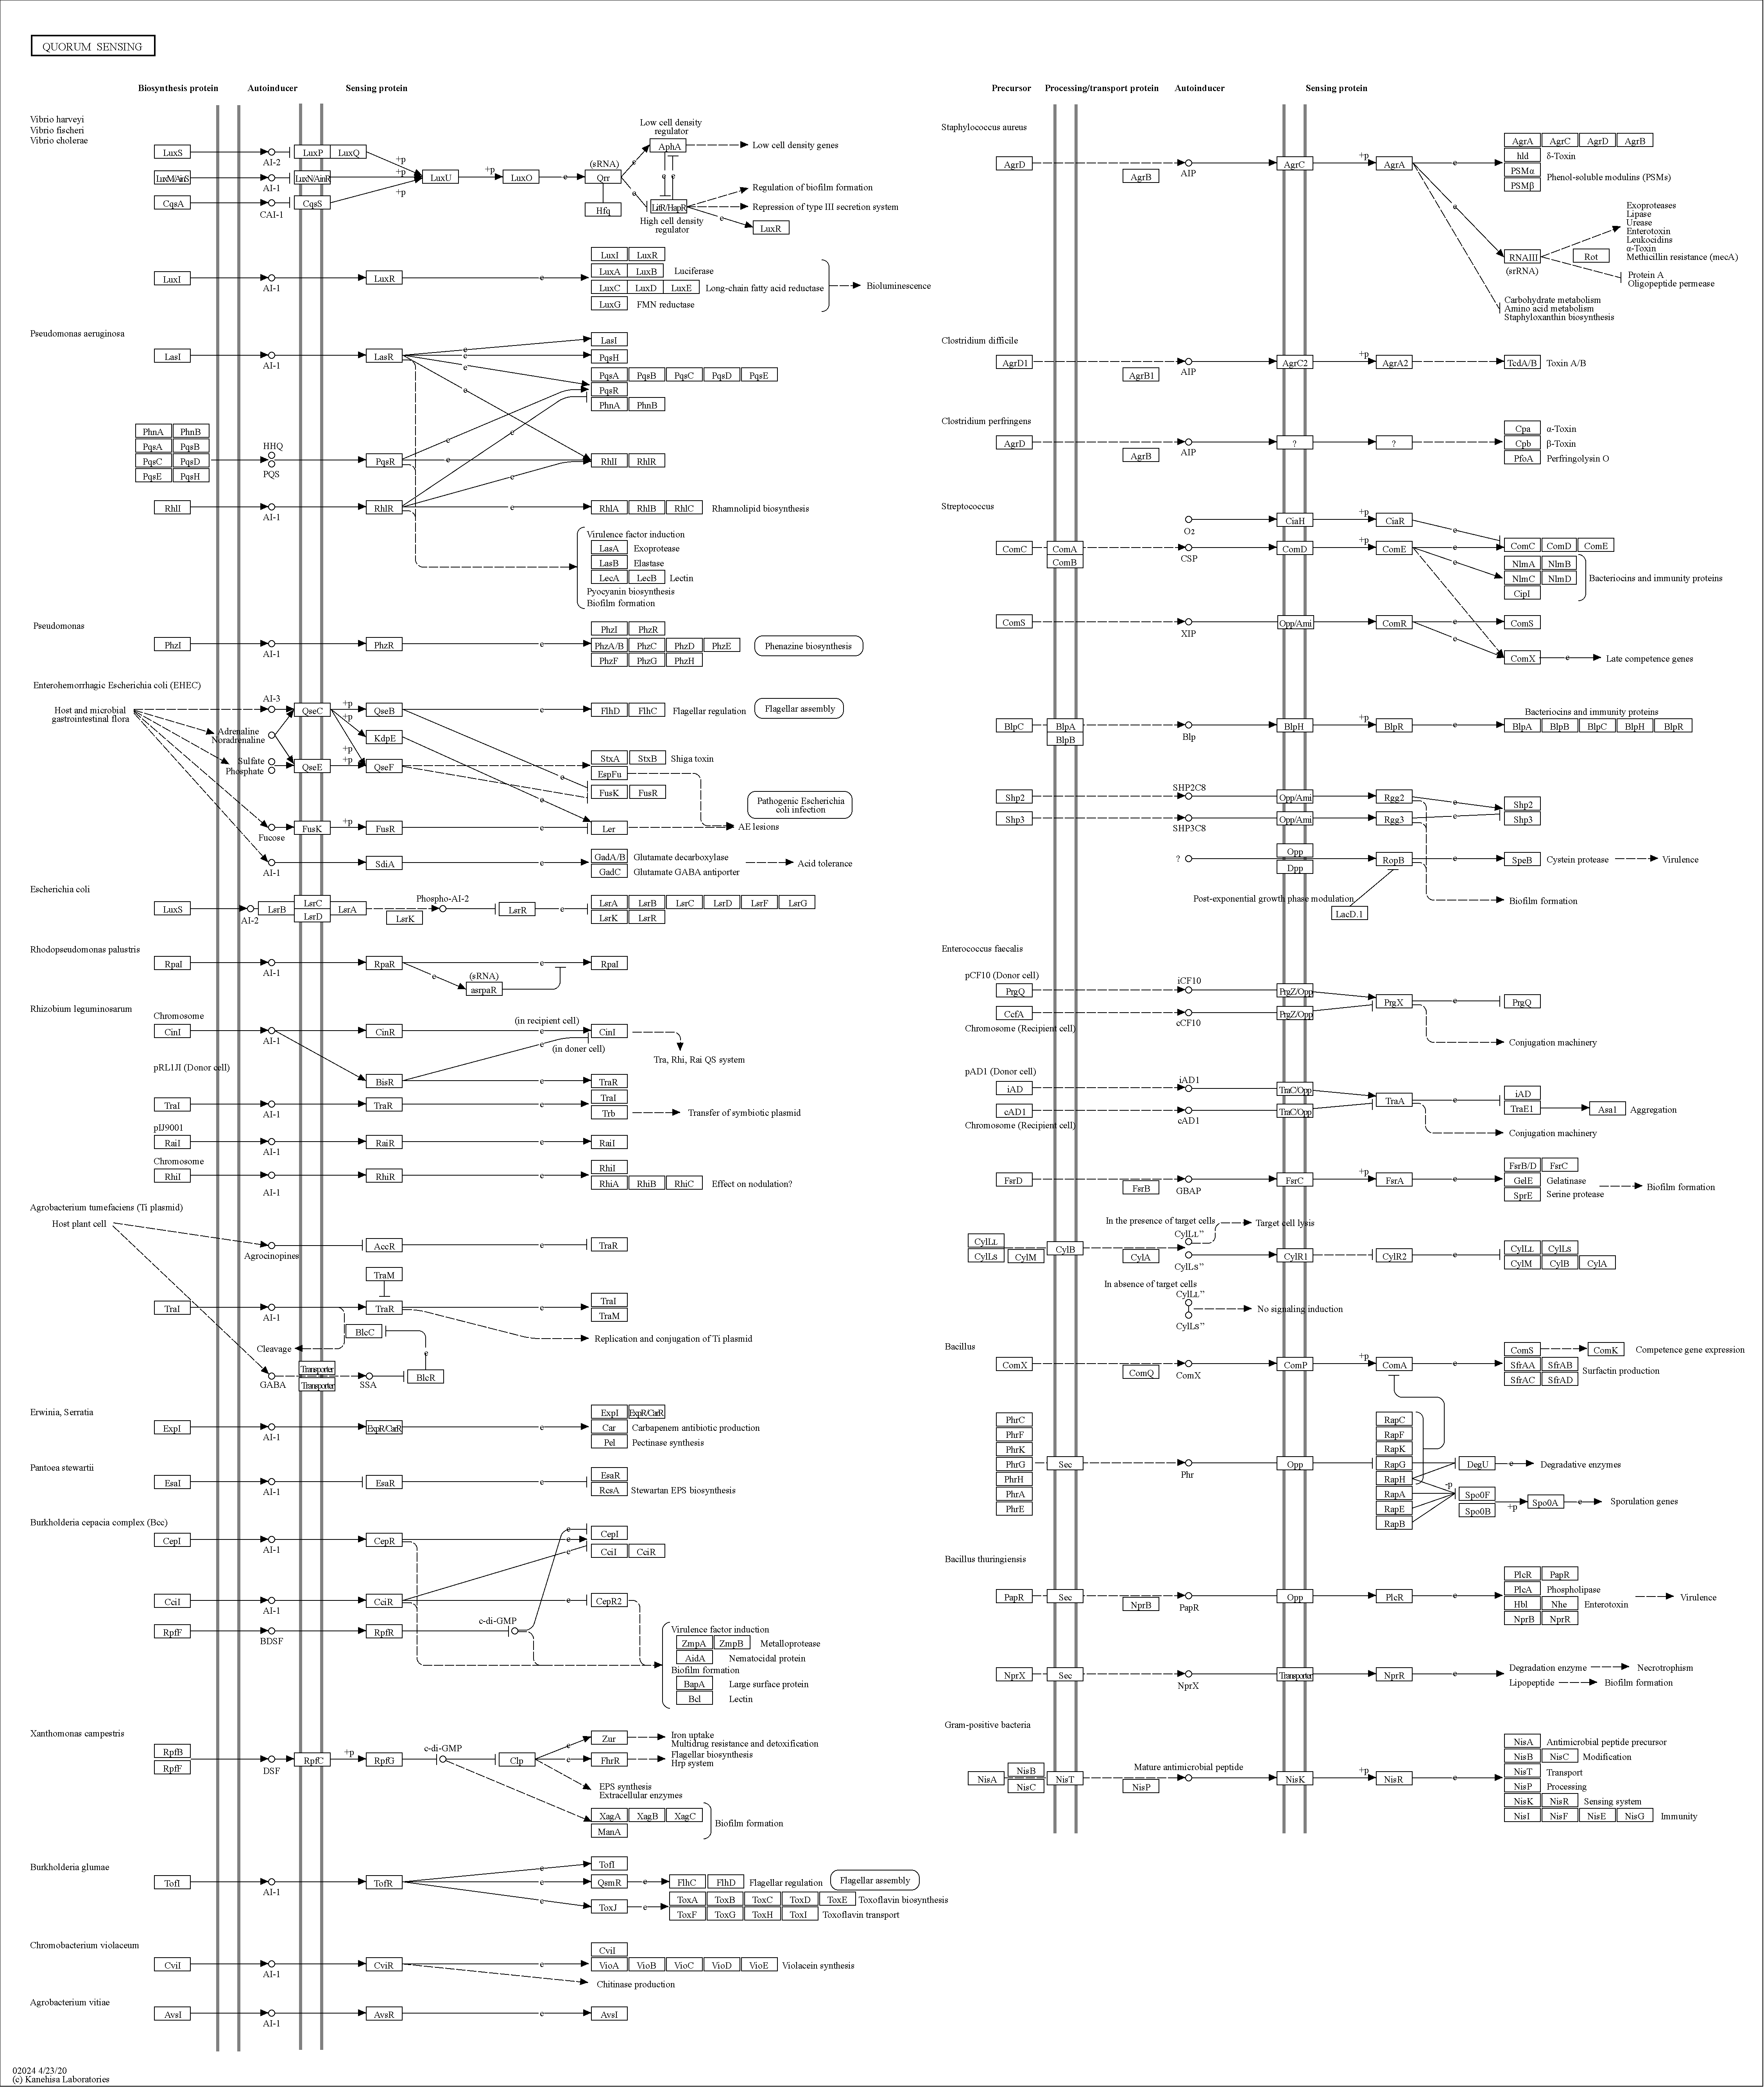 QUORUM SENSING
Biosynthesis protein Autoinducer Sensing protein
Vibrio harveyi
Vibrio fischeri
Vibrio cholerae
LuxS AI-2 LuxP LuxQ +p
LuxM/AinS AI-1 LuxN/AinR +p
CqsA CAI-1 CqsS +p
LuxU +p LuxO e (sRNA) Qrr Hfq
Low cell density
regulator
AphA Low cell density genes
e e e e
LitR/HapR
High cell density
regulator
Regulation of biofilm formation
Repression of type III secretion system
e LuxR
LuxI AI-1 LuxR e
LuxI LuxR
LuxA LuxB Luciferase
LuxC LuxD LuxE Long-chain fatty acid reductase
LuxG FMN reductase
Bioluminescence
Pseudomonas aeruginosa
LasI AI-1 LasR e e e e
LasI
PqsH
PqsA PqsB PqsC PqsD PqsE
PqsR
PhnA PhnB
PhnA PhnB
PqsA PqsB
PqsC PqsD
PqsE PqsH
HHQ
PQS
PqsR e e e RhlI RhlR
RhlI AI-1 RhlR e e RhlA RhlB RhlC Rhamnolipid biosynthesis
Virulence factor induction
LasA Exoprotease
LasB Elastase
LecA LecB Lectin
Pyocyanin biosynthesis
Biofilm formation
Pseudomonas
PhzI AI-1 PhzR e
PhzI PhzR
PhzA/B PhzC PhzD PhzE Phenazine biosynthesis
PhzF PhzG PhzH
Enterohemorrhagic Escherichia coli (EHEC)
Host and microbial
gastrointestinal flora
AI-3 QseC +p QseB e FlhD FlhC Flagellar regulation Flagellar assembly
Adrenaline
Noradrenaline
+p KdpE
Sulfate
Phosphate
QseE +p +p QseF
StxA StxB Shiga toxin
EspFu
e FusK FusR
e
Pathogenic Escherichia
coli infection
Fucose FusK +p FusR e Ler AE lesions
AI-1 SdiA e
GadA/B Glutamate decarboxylase Acid tolerance
GadC Glutamate GABA antiporter
Escherichia coli
LuxS AI-2 LsrB LsrC LsrD LsrA LsrK Phospho-AI-2 LsrR e
LsrA LsrB LsrC LsrD LsrF LsrG
LsrK LsrR
Rhodopseudomonas palustris
RpaI AI-1 RpaR e RpaI
e (sRNA) asrpaR
Rhizobium leguminosarum
Chromosome
CinI AI-1 CinR (in recipient cell) e CinI
e (in doner cell)
Tra, Rhi, Rai QS system
pRL1JI (Donor cell)
BisR e TraR
TraI AI-1 TraR e TraI
Trb Transfer of symbiotic plasmid
pIJ9001
RaiI AI-1 RaiR e RaiI
Chromosome
RhiI AI-1 RhiR e RhiI
RhiA RhiB RhiC Effect on nodulation?
Agrobacterium tumefaciens (Ti plasmid)
Host plant cell
Agrocinopines AccR e TraR
TraM
TraI AI-1 TraR e TraI
TraM
BlcC Replication and conjugation of Ti plasmid
Cleavage e
Transporter
Transporter
GABA SSA BlcR
Erwinia, Serratia
ExpI AI-1 ExpR/CarR e
ExpI ExpR/CarR
Car Carbapenem antibiotic production
Pel Pectinase synthesis
Pantoea stewartii
EsaI AI-1 EsaR e
EsaR
RcsA Stewartan EPS biosynthesis
Burkholderia cepacia complex (Bcc)
CepI AI-1 CepR e e e CepI
CciI CciR
CciI AI-1 CciR e CepR2
RpfF BDSF RpfR c-di-GMP
Virulence factor induction
ZmpA ZmpB Metalloprotease
AidA Nematocidal protein
Biofilm formation
BapA Large surface protein
Bcl Lectin
Xanthomonas campestris
RpfB
RpfF
DSF RpfC +p RpfG c-di-GMP Clp
e Zur Iron uptake
Multidrug resistance and detoxification
e FhrR Flagellar biosynthesis
Hrp system
EPS synthesis
Extracellular enzymes
XagA XagB XagC
ManA
Biofilm formation
Burkholderia glumae
TofI AI-1 TofR e e e
TofI
QsmR e FlhC FlhD Flagellar regulation Flagellar assembly
ToxJ e ToxA ToxB ToxC ToxD ToxE Toxoflavin biosynthesis
ToxF ToxG ToxH ToxI Toxoflavin transport
Chromobacterium violaceum
CviI AI-1 CviR e
CviI
VioA VioB VioC VioD VioE Violacein synthesis
Chitinase production
Agrobacterium vitiae
AvsI AI-1 AvsR e AvsI
02024 4/23/20
(c) Kanehisa Laboratories
Precursor Processing/transport protein Autoinducer Sensing protein
Staphylococcus aureus
AgrD AgrB AIP AgrC +p AgrA e
AgrA AgrC AgrD AgrB
hld δ-Toxin
PSMα
PSMβ
Phenol-soluble modulins (PSMs)
e RNAIII
(srRNA)
Rot
Exoproteases
Lipase
Urease
Enterotoxin
Leukocidins
α-Toxin
Methicillin resistance (mecA)
Protein A
Oligopeptide permease
Carbohydrate metabolism
Amino acid metabolism
Staphyloxanthin biosynthesis
Clostridium difficile
AgrD1 AgrB1 AIP AgrC2 +p AgrA2 TcdA/B Toxin A/B
Clostridium perfringens
AgrD AgrB AIP ? +p ?
Cpa α-Toxin
Cpb β-Toxin
PfoA Perfringolysin O
Streptococcus
O2 CiaH +p CiaR e
ComC ComA ComB CSP ComD +p ComE e e
ComC ComD ComE
NlmA NlmB
NlmC NlmD
CipI
Bacteriocins and immunity proteins
ComS XIP Opp/Ami ComR e ComS
e ComX e Late competence genes
BlpC BlpA BlpB Blp BlpH +p BlpR e
Bacteriocins and immunity proteins
BlpA BlpB BlpC BlpH BlpR
Shp2 SHP2C8 Opp/Ami Rgg2 e Shp2
Shp3 SHP3C8 Opp/Ami Rgg3 e Shp3
? Opp Dpp RopB e SpeB Cystein protease Virulence
Post-exponential growth phase modulation
LacD.1
Biofilm formation
Enterococcus faecalis
pCF10 (Donor cell)
PrgQ iCF10 PrgZ/Opp PrgX e PrgQ
CcfA cCF10 PrgZ/Opp
Chromosome (Recipient cell)
Conjugation machinery
pAD1 (Donor cell)
iAD iAD1 TraC/Opp TraA e iAD
cAD1 cAD1 TraC/Opp TraE1 Asa1 Aggregation
Chromosome (Recipient cell)
Conjugation machinery
FsrD FsrB GBAP FsrC +p FsrA e
FsrB/D FsrC
GelE Gelatinase
SprE Serine protease
Biofilm formation
In the presence of target cells Target cell lysis
CylLL
CylLS CylM CylB CylA
CylLL''
CylLS''
CylR1 CylR2 e
CylLL CylLS
CylM CylB CylA
In absence of target cells
CylLL''
No signaling induction
CylLS''
Bacillus
ComX ComQ ComX ComP +p ComA e
ComS ComK Competence gene expression
SfrAA SfrAB
SfrAC SfrAD
Surfactin production
PhrC
PhrF
PhrK
PhrG
PhrH
PhrA
PhrE
Sec Phr Opp
RapC
RapF
RapK
RapG
RapH
RapA
RapE
RapB
DegU e Degradative enzymes
-p Spo0F
Spo0B
+p Spo0A e Sporulation genes
Bacillus thuringiensis
PapR Sec NprB PapR Opp PlcR e
PlcR PapR
PlcA Phospholipase
Hbl Nhe Enterotoxin
NprB NprR
Virulence
NprX Sec NprX Transporter NprR e
Degradation enzyme Necrotrophism
Lipopeptide Biofilm formation
Gram-positive bacteria
NisA NisB NisC NisT NisP Mature antimicrobial peptide NisK +p NisR e
NisA Antimicrobial peptide precursor
NisB NisC Modification
NisT Transport
NisP Processing
NisK NisR Sensing system
NisI NisF NisE NisG Immunity